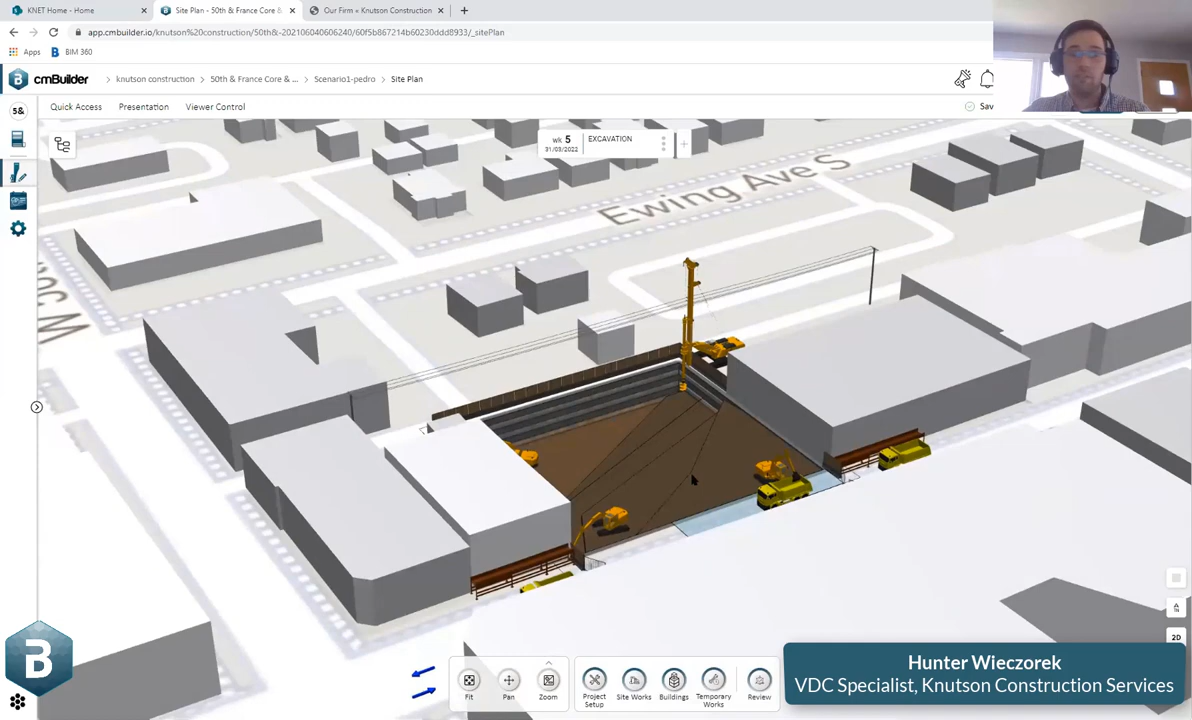 KNET Home - Home
Site Plan - 50th & France Core &
Our Firm « Knutson Construction
app.cmbuilder.io/knutson%20construction/50th&-202106040606240/60f5b867214b60230ddd8933/_sitePlan
Apps
BIM 360
cmBuilder
knutson construction
50th & France Core & ...
Scenario1-pedro
Site Plan
5&
Quick Access
Presentation
Viewer Control
Sav
wk 5
31/03/2022
EXCAVATION
Ewing Ave S
Fit
Pan
Zoom
Project Setup
Site Works
Buildings
Temporary Works
Review
2D
B
Hunter Wieczorek
VDC Specialist, Knutson Construction Services